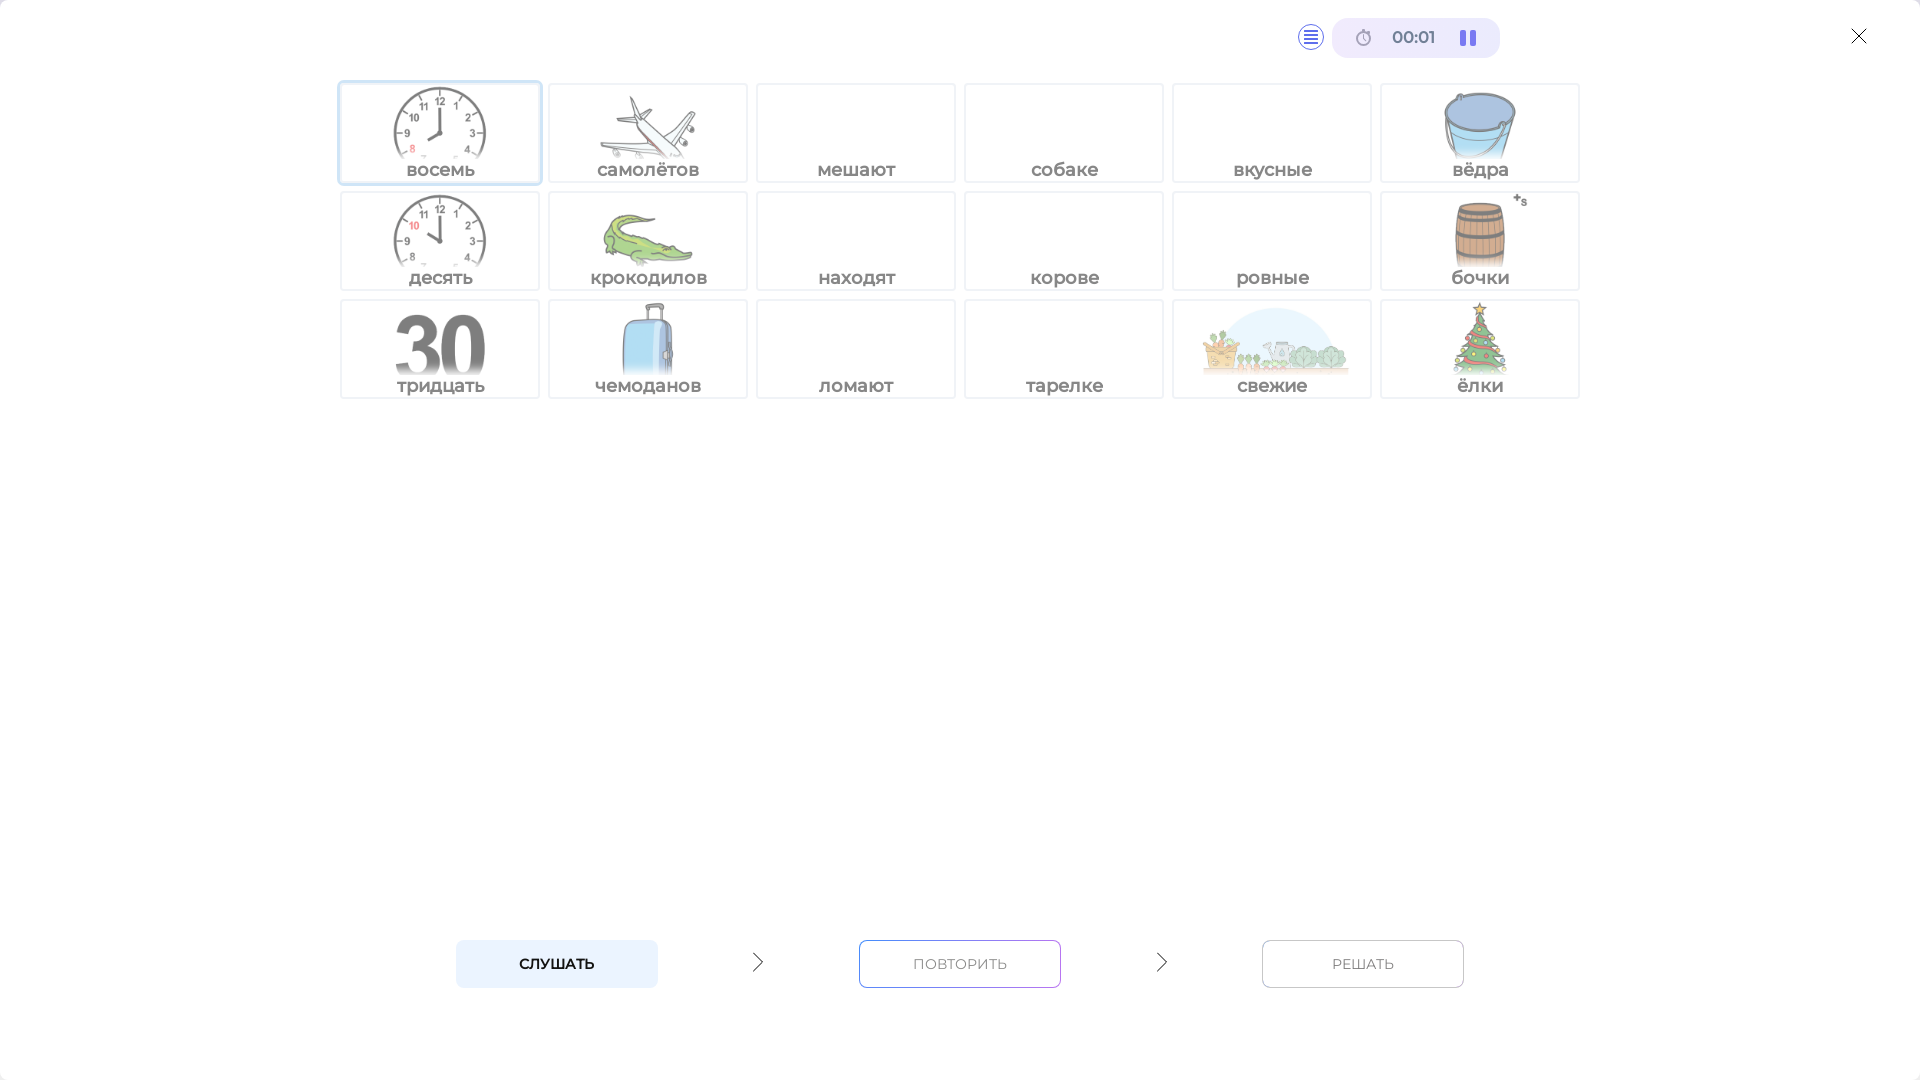 00:01
восемь
самолётов
мешают
собаке
вкусные
вёдра
десять
крокодилов
находят
корове
ровные
+s
бочки
30
тридцать
чемоданов
ломают
тарелке
свежие
ёлки
СЛУШАТЬ
ПОВТОРИТЬ
РЕШАТЬ